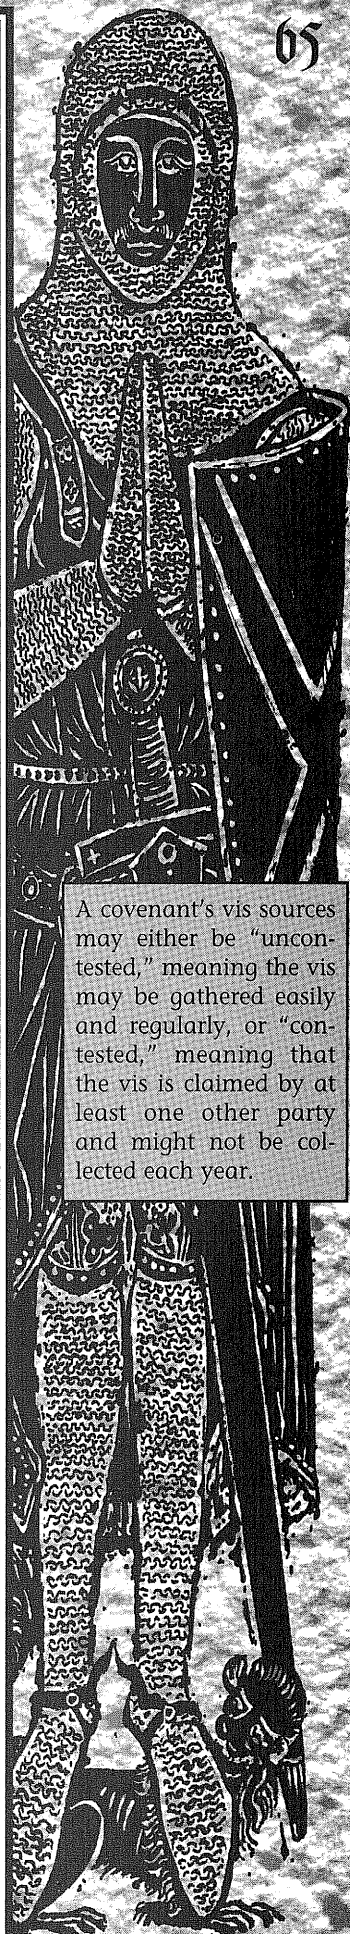 65
A covenant's vis sources
may either be "uncon-
tested," meaning the vis
may be gathered easily
and regularly, or "con-
tested," meaning that
the vis is claimed by at
least one other party
and might not be col-
lected each year.